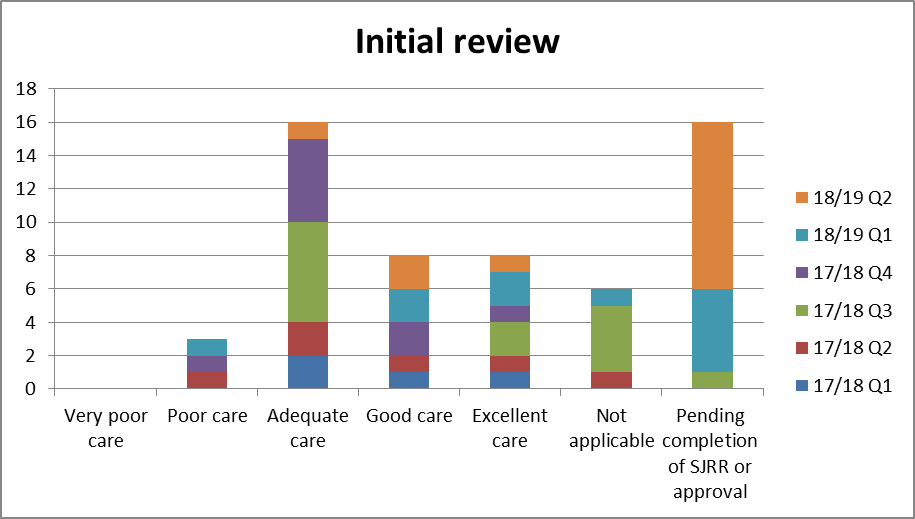 Initial review
18
16
14
12
10
8
6
4
2
0
Very poor
care
Poor care
Adequate
care
Good care
Excellent
care
Not
applicable
Pending
completion
of SJRR or
approval
18/19 Q2
18/19 Q1
17/18 Q4
17/18 Q3
17/18 Q2
17/18 Q1